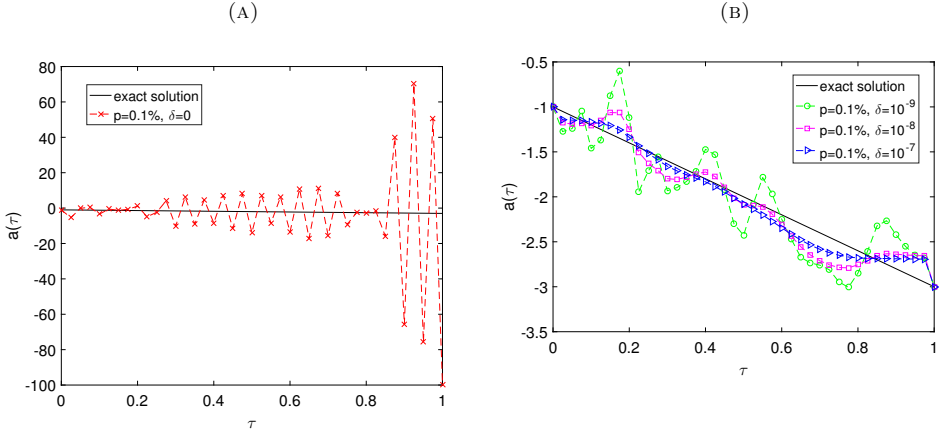 (A)
80
60
40
20
0
-20
-40
-60
-80
-100
a(τ)
exact solution
p=0.1%, δ=0
0 0.2 0.4 0.6 0.8 1
τ
(B)
-0.5
-1
-1.5
-2
-2.5
-3
-3.5
a(τ)
exact solution
p=0.1%, δ=10⁻⁹
p=0.1%, δ=10⁻⁸
p=0.1%, δ=10⁻⁷
0 0.2 0.4 0.6 0.8 1
τ